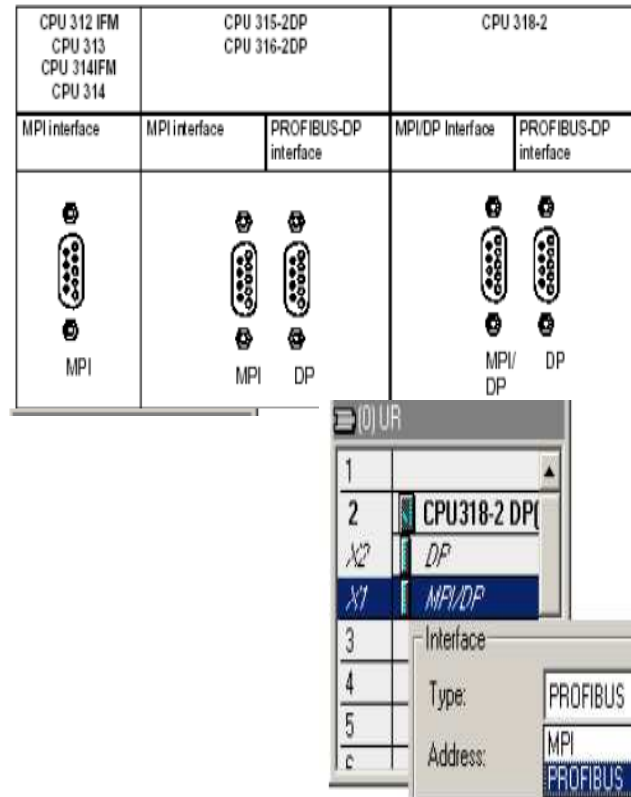 CPU 312 IFM
CPU 313
CPU 314IFM
CPU 314
CPU 315-2DP
CPU 316-2DP
CPU 318-2
MPI interface
MPI interface
PROFIBUS-DP
interface
MPI/DP Interface
PROFIBUS-DP
interface
MPI
MPI DP
MPI/ DP
DP
(0) UR
1
2 CPU318-2 DP(
X2 DP
X1 MPI/DP
3
4
5
Interface
Type: PROFIBUS
Address:
MPI
PROFIBUS